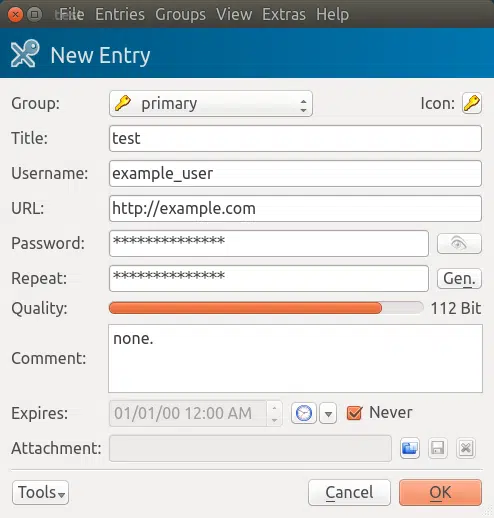 File Entries Groups View Extras Help
New Entry
Group: primary Icon:
Title: test
Username: example_user
URL: http://example.com
Password: **************
Repeat: ************** Gen.
Quality: 112 Bit
Comment: none.
Expires: 01/01/00 12:00 AM Never
Attachment:
Tools Cancel OK